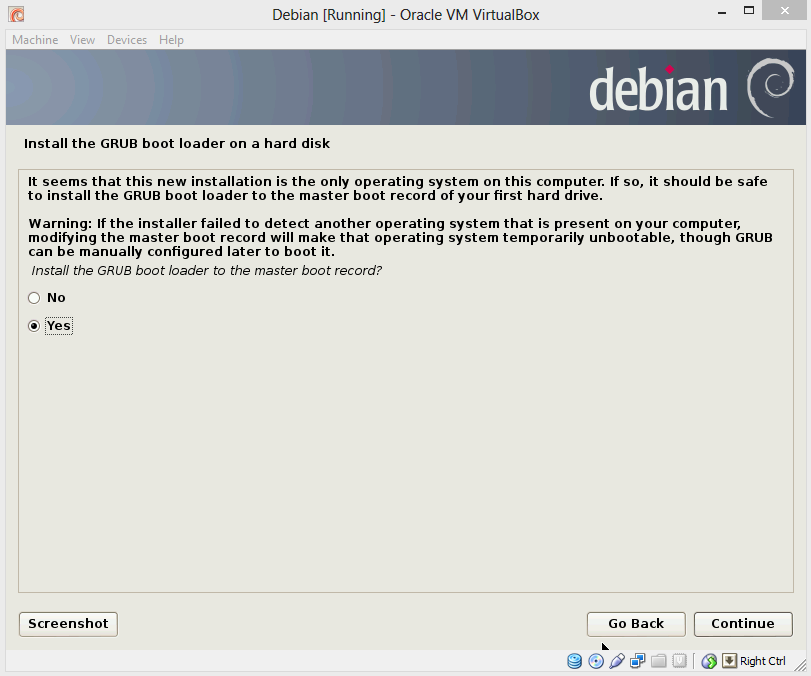 Debian [Running] - Oracle VM VirtualBox
Machine View Devices Help
debian
Install the GRUB boot loader on a hard disk
It seems that this new installation is the only operating system on this computer. If so, it should be safe
to install the GRUB boot loader to the master boot record of your first hard drive.
Warning: If the installer failed to detect another operating system that is present on your computer,
modifying the master boot record will make that operating system temporarily unbootable, though GRUB
can be manually configured later to boot it.
Install the GRUB boot loader to the master boot record?
No
Yes
Screenshot Go Back Continue
Right Ctrl